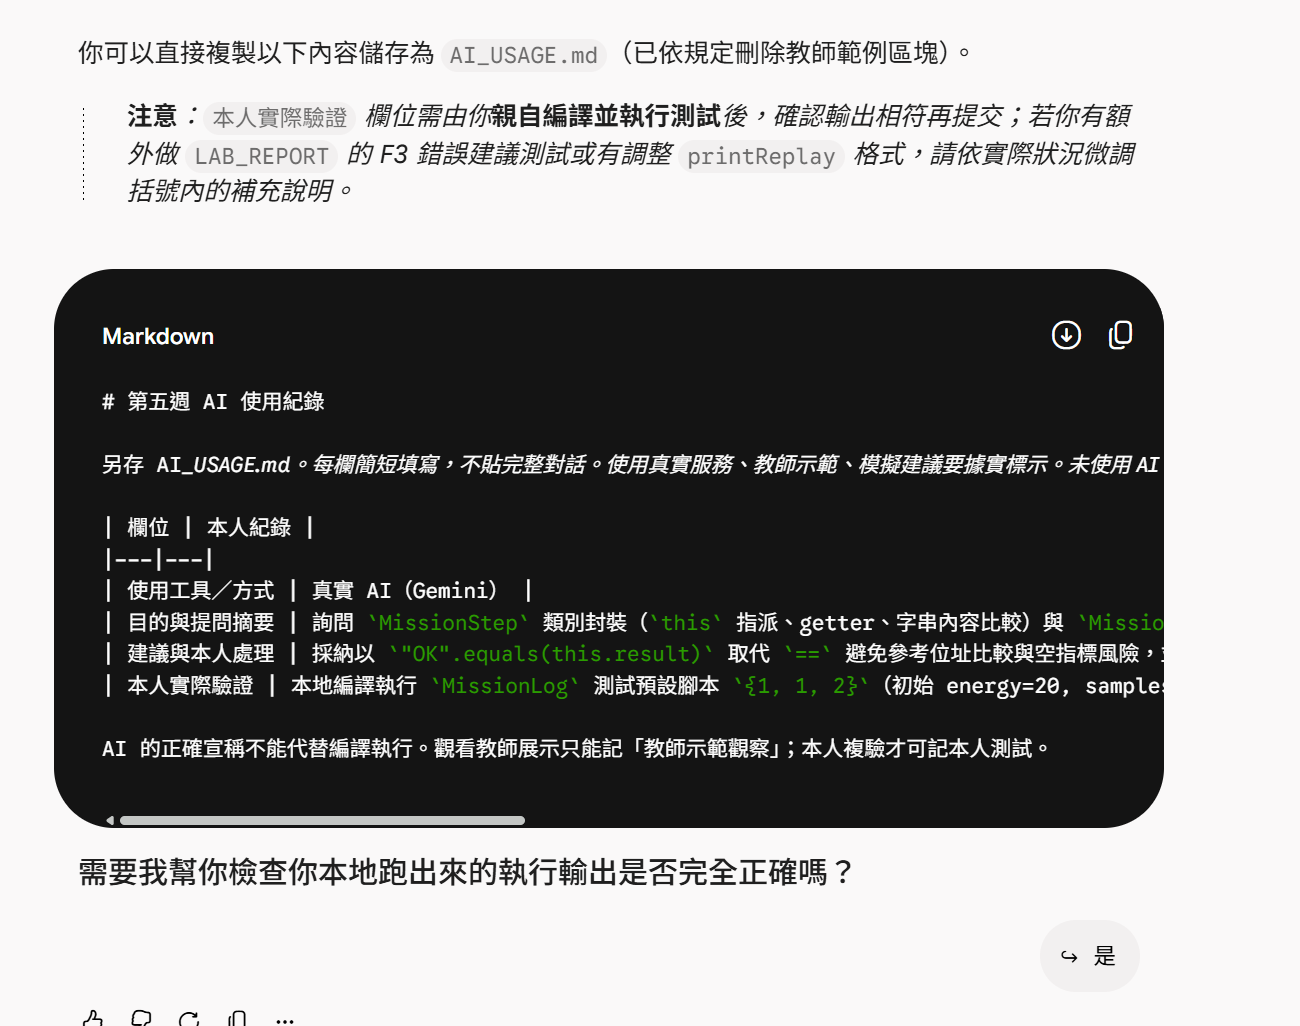 你可以直接複製以下內容儲存為 AI_USAGE.md（已依規定刪除教師範例區塊）。
注意：本人實際驗證 欄位需由你親自編譯並執行測試後，確認輸出相符再提交；若你有額
外做 LAB_REPORT 的 F3 錯誤建議測試或有調整 printReplay 格式，請依實際狀況微調
括號內的補充說明。
Markdown
# 第五週 AI 使用紀錄
另存 AI_USAGE.md。每欄簡短填寫，不貼完整對話。使用真實服務、教師示範、模擬建議要據實標示。未使用 AI
| 欄位 | 本人紀錄 |
|---|---|
| 使用工具／方式 | 真實 AI（Gemini） |
| 目的與提問摘要 | 詢問 `MissionStep` 類別封裝（`this` 指派、getter、字串內容比較）與 `Missio
| 建議與本人處理 | 採納以 `"OK".equals(this.result)` 取代 `==` 避免參考位址比較與空指標風險，
| 本人實際驗證 | 本地編譯執行 `MissionLog` 測試預設腳本 `{1, 1, 2}`（初始 energy=20, samples
AI 的正確宣稱不能代替編譯執行。觀看教師展示只能記「教師示範觀察」；本人複驗才可記本人測試。
需要我幫你檢查你本地跑出來的執行輸出是否完全正確嗎？
是